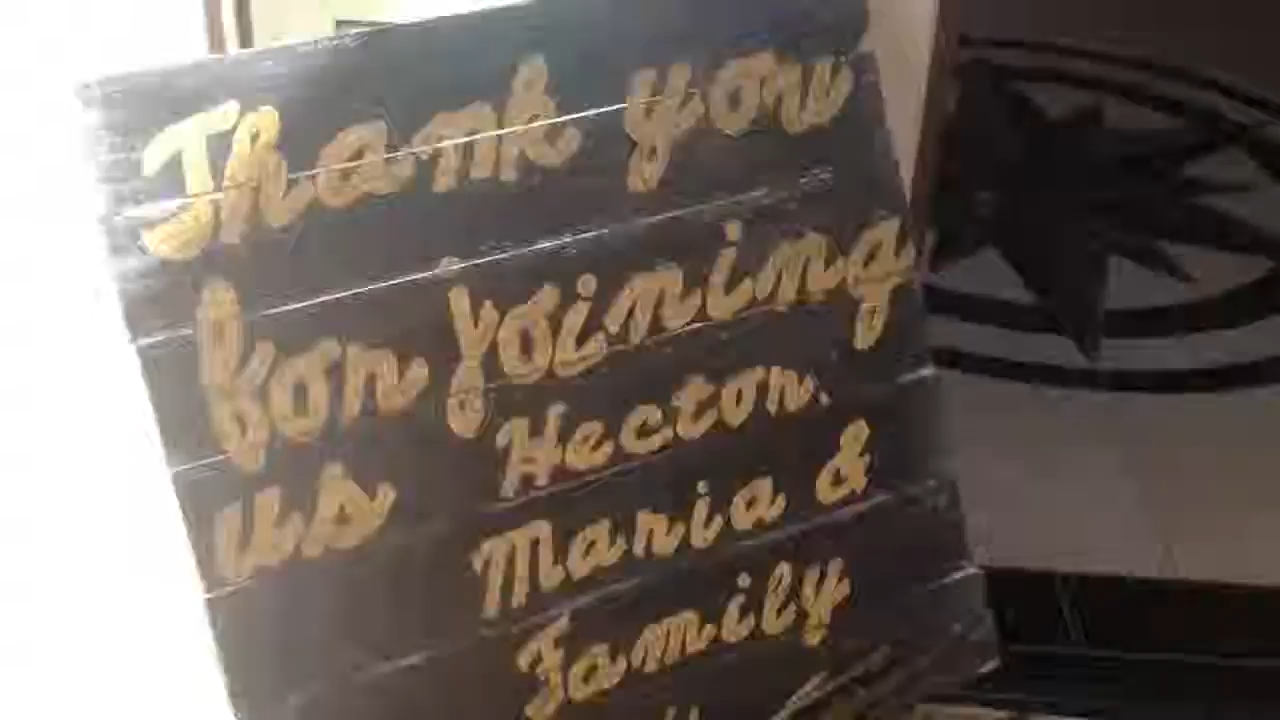 Thank you
for joining
us Hector,
Maria &
Family